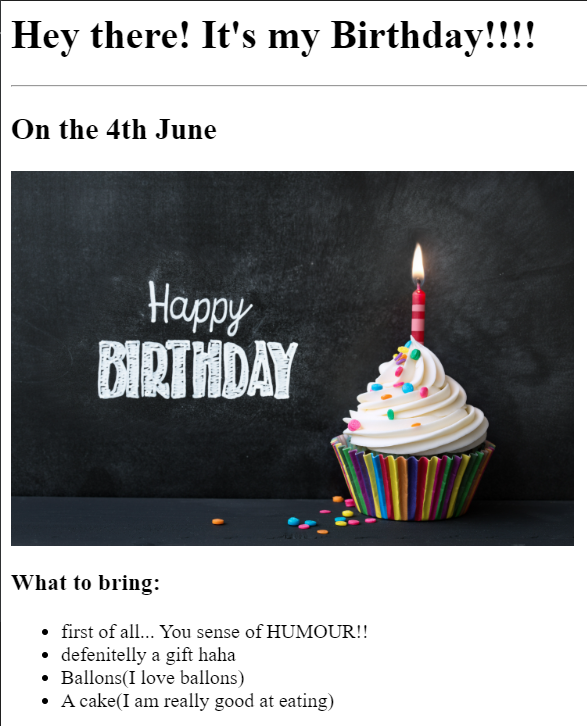 Hey there! It's my Birthday!!!!
On the 4th June
Happy
BIRTHDAY
What to bring:
first of all... You sense of HUMOUR!!
defenitelly a gift haha
Ballons(I love ballons)
A cake(I am really good at eating)